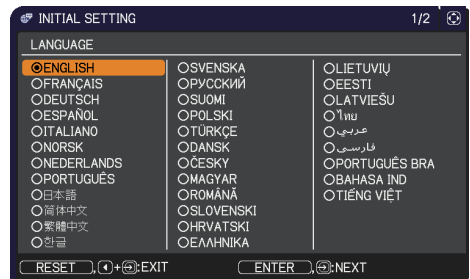 INITIAL SETTING 1/2
LANGUAGE
ENGLISH
FRANÇAIS
DEUTSCH
ESPAÑOL
ITALIANO
NORSK
NEDERLANDS
PORTUGUÊS
日本語
简体中文
繁體中文
한글
SVENSKA
РУССКИЙ
SUOMI
POLSKI
TÜRKÇE
DANSK
ČESKY
MAGYAR
ROMÂNĂ
SLOVENSKI
HRVATSKI
ΕΛΛΗΝΙΚΑ
LIETUVIŲ
EESTI
LATVIEŠU
ไทย
عربي
فارسی
PORTUGUÊS BRA
BAHASA IND
TIẾNG VIỆT
RESET ,+:EXIT ENTER ,:NEXT